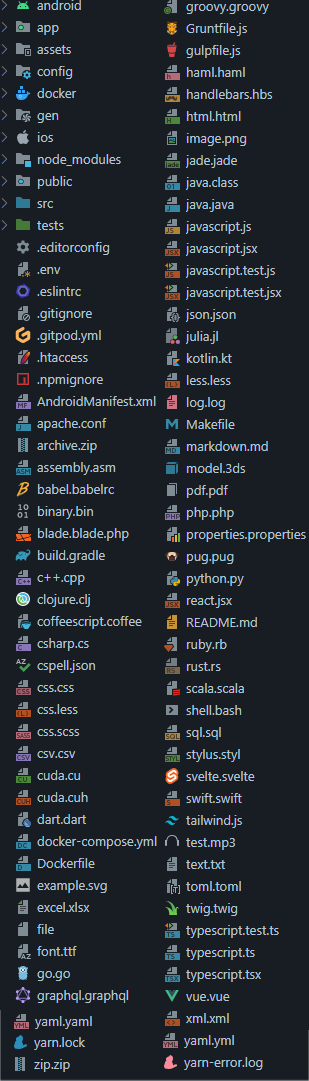 android
app
assets
config
docker
gen
ios
node_modules
public
src
tests
.editorconfig
.env
.eslintrc
.gitignore
.gitpod.yml
.htaccess
.npmignore
AndroidManifest.xml
apache.conf
archive.zip
assembly.asm
babel.babelrc
binary.bin
blade.blade.php
build.gradle
c++.cpp
clojure.clj
coffeescript.coffee
csharp.cs
cspell.json
css.css
css.less
css.scss
csv.csv
cuda.cu
cuda.cuh
dart.dart
docker-compose.yml
Dockerfile
example.svg
excel.xlsx
file
font.ttf
go.go
graphql.graphql
yaml.yaml
yarn.lock
zip.zip
groovy.groovy
Gruntfile.js
gulpfile.js
haml.haml
handlebars.hbs
html.html
image.png
jade.jade
java.class
java.java
javascript.js
javascript.jsx
javascript.test.js
javascript.test.jsx
json.json
julia.jl
kotlin.kt
less.less
log.log
Makefile
markdown.md
model.3ds
pdf.pdf
php.php
properties.properties
pug.pug
python.py
react.jsx
README.md
ruby.rb
rust.rs
scala.scala
shell.bash
sql.sql
stylus.styl
svelte.svelte
swift.swift
tailwind.js
test.mp3
text.txt
toml.toml
twig.twig
typescript.test.ts
typescript.ts
typescript.tsx
vue.vue
xml.xml
yaml.yml
yarn-error.log